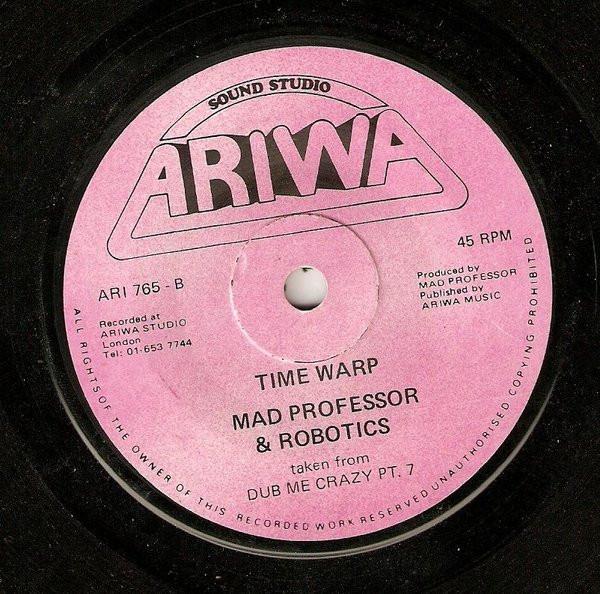 SOUND STUDIO
ARIWA
45 RPM
ARI 765 - B
Recorded at
ARIWA STUDIO
London
Tel: 01-653 7744
Produced by
MAD PROFESSOR
Published by
ARIWA MUSIC
TIME WARP
MAD PROFESSOR
& ROBOTICS
taken from
DUB ME CRAZY PT. 7
ALL RIGHTS OF THE OWNER OF THIS RECORDED WORK RESERVED UNAUTHORISED COPYING PROHIBITED